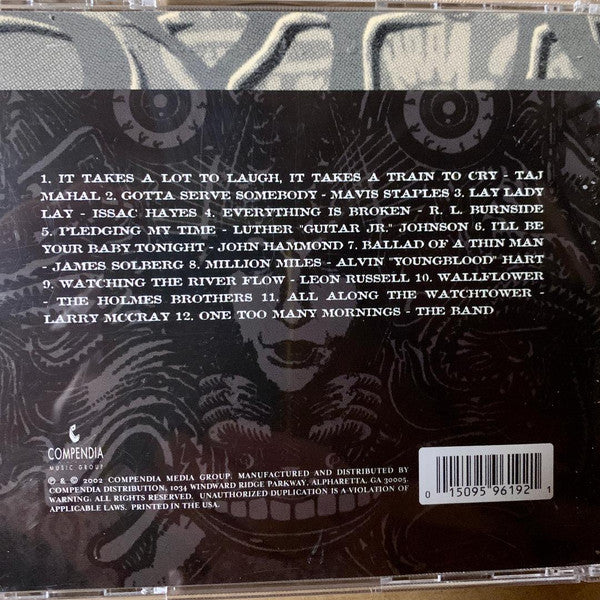 1. IT TAKES A LOT TO LAUGH, IT TAKES A TRAIN TO CRY - TAJ
MAHAL 2. GOTTA SERVE SOMEBODY - MAVIS STAPLES 3. LAY LADY
LAY - ISSAC HAYES 4. EVERYTHING IS BROKEN - R. L. BURNSIDE
5. PLEDGING MY TIME - LUTHER "GUITAR JR." JOHNSON 6. I'LL
BE YOUR BABY TONIGHT - JOHN HAMMOND 7. BALLAD OF A THIN MAN
- JAMES SOLBERG 8. MILLION MILES - ALVIN "YOUNGBLOOD" HART
9. WATCHING THE RIVER FLOW - LEON RUSSELL 10. WALLFLOWER
- THE HOLMES BROTHERS 11. ALL ALONG THE WATCHTOWER -
LARRY MCCRAY 12. ONE TOO MANY MORNINGS - THE BAND
COMPENDIA
MUSIC GROUP
℗ & © 2002 COMPENDIA MEDIA GROUP. MANUFACTURED AND DISTRIBUTED BY
COMPENDIA DISTRIBUTION, 1034 WINDWARD RIDGE PARKWAY, ALPHARETTA, GA 30005.
WARNING. ALL RIGHTS RESERVED. UNAUTHORIZED DUPLICATION IS A VIOLATION OF
APPLICABLE LAWS. PRINTED IN THE USA.
0 15095 96192 1